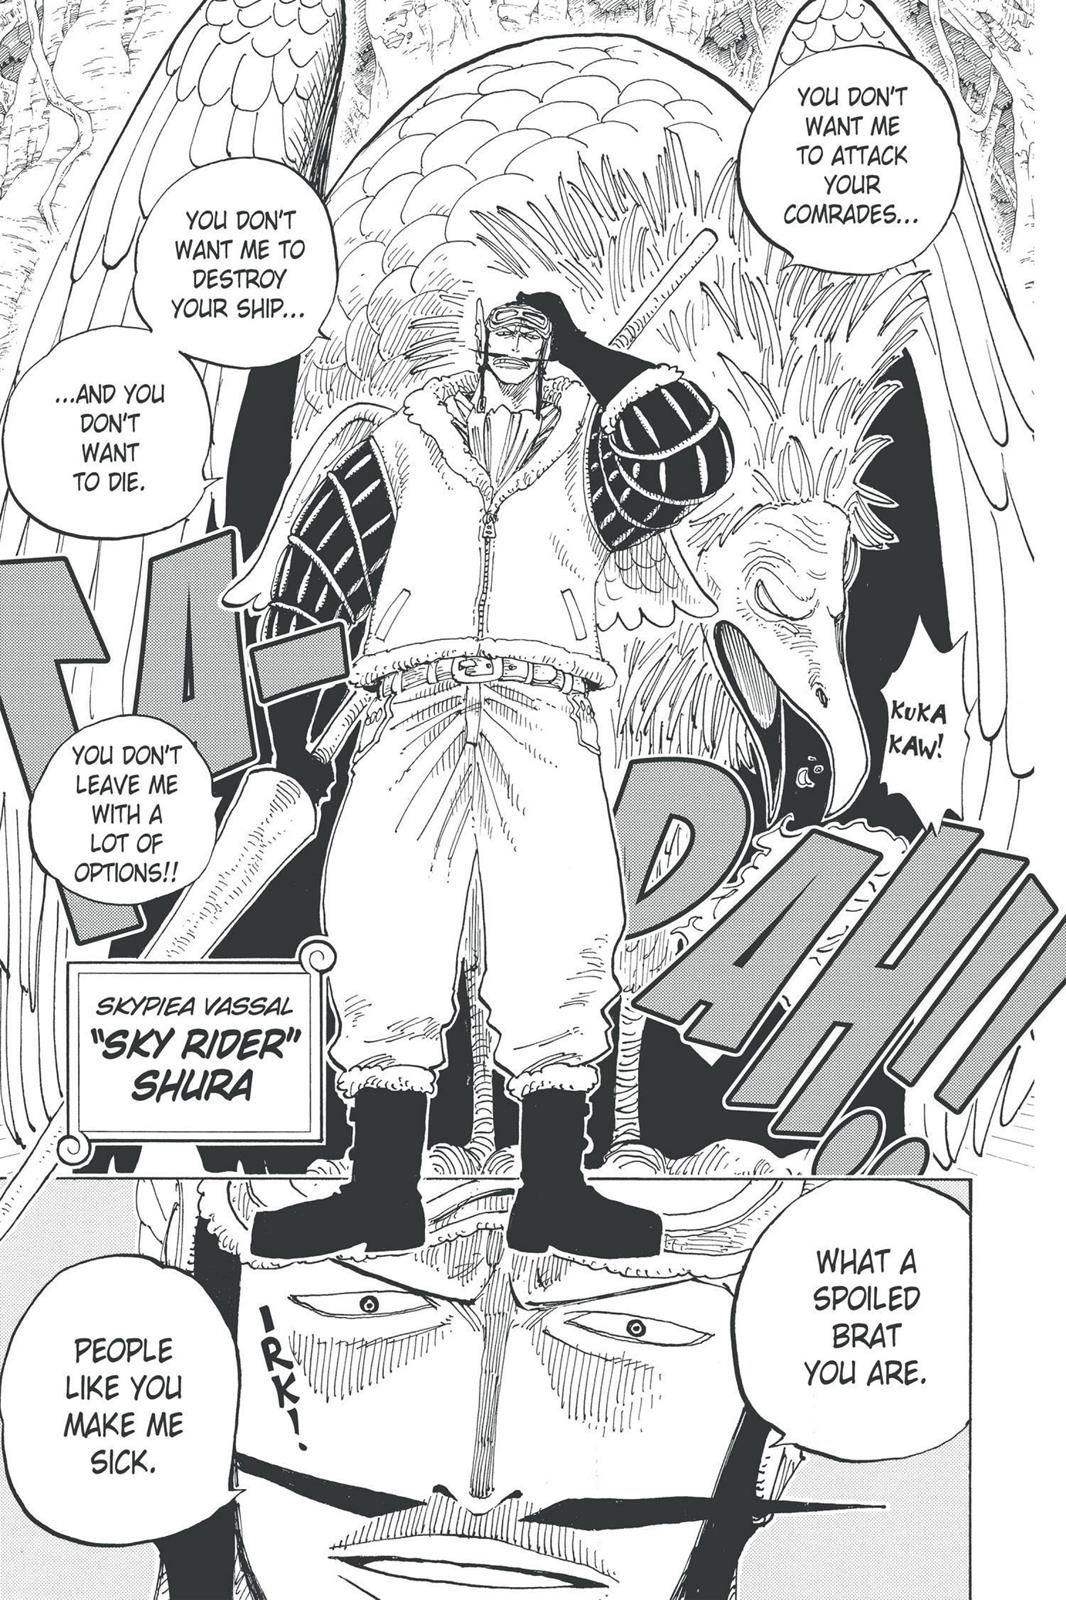 YOU DON'T
WANT ME
TO ATTACK
YOUR
COMRADES...
YOU DON'T
WANT ME TO
DESTROY
YOUR SHIP...
...AND YOU
DON'T
WANT
TO DIE.
TA-
DAH!!
KUKA
KAW!
YOU DON'T
LEAVE ME
WITH A
LOT OF
OPTIONS!!
SKYPIEA VASSAL
"SKY RIDER"
SHURA
WHAT A
SPOILED
BRAT
YOU ARE.
IRK!
PEOPLE
LIKE YOU
MAKE ME
SICK.